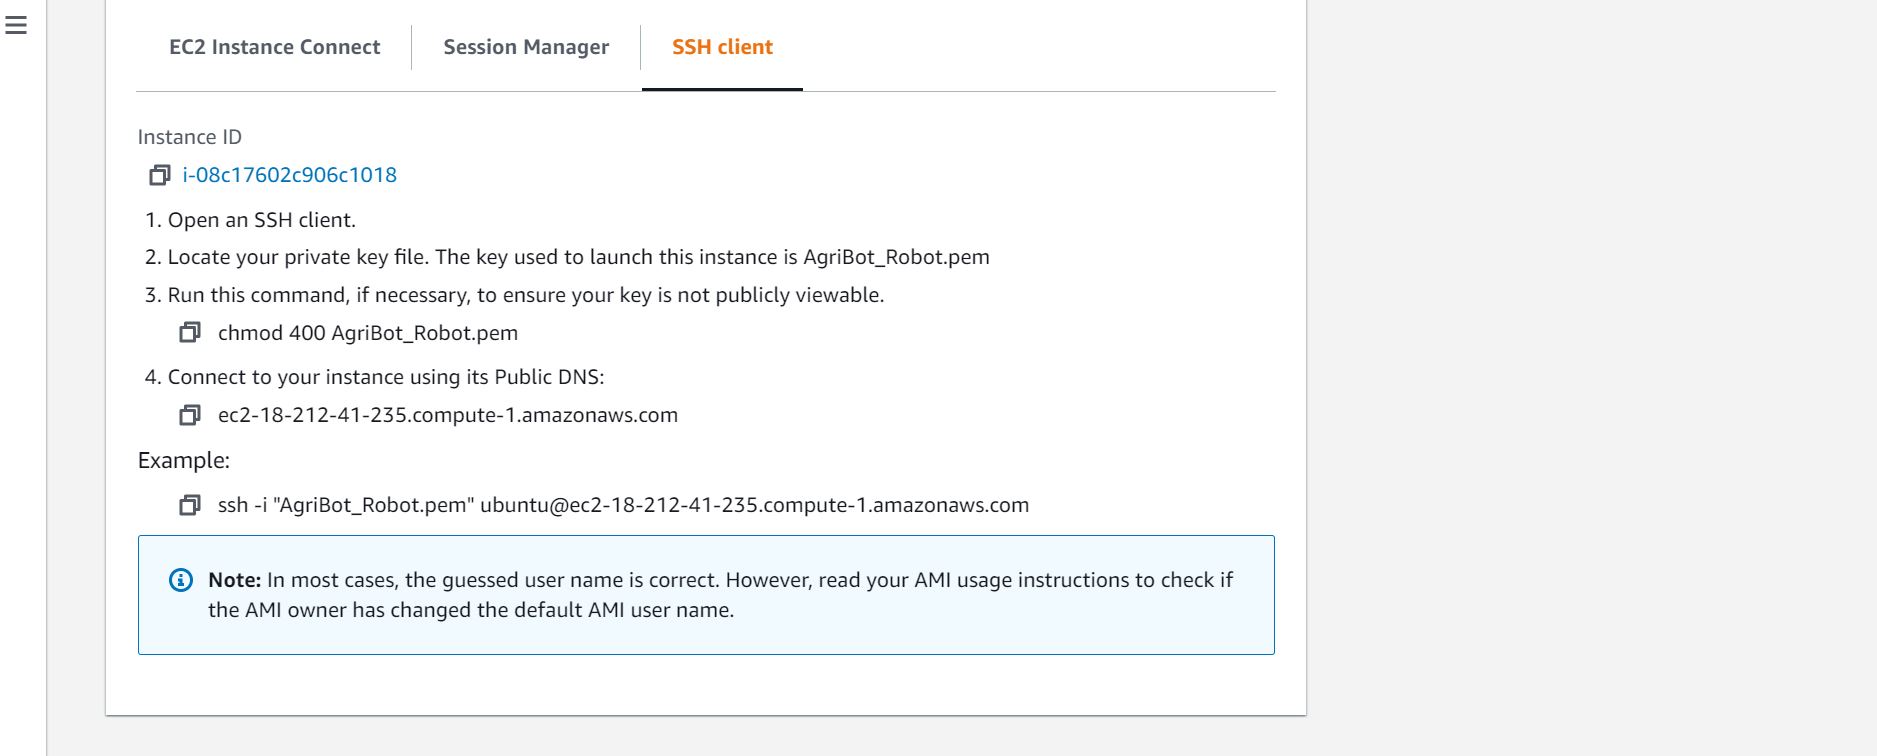 EC2 Instance Connect
Session Manager
SSH client
Instance ID
i-08c17602c906c1018
1. Open an SSH client.
2. Locate your private key file. The key used to launch this instance is AgriBot_Robot.pem
3. Run this command, if necessary, to ensure your key is not publicly viewable.
chmod 400 AgriBot_Robot.pem
4. Connect to your instance using its Public DNS:
ec2-18-212-41-235.compute-1.amazonaws.com
Example:
ssh -i "AgriBot_Robot.pem" ubuntu@ec2-18-212-41-235.compute-1.amazonaws.com
Note: In most cases, the guessed user name is correct. However, read your AMI usage instructions to check if
the AMI owner has changed the default AMI user name.